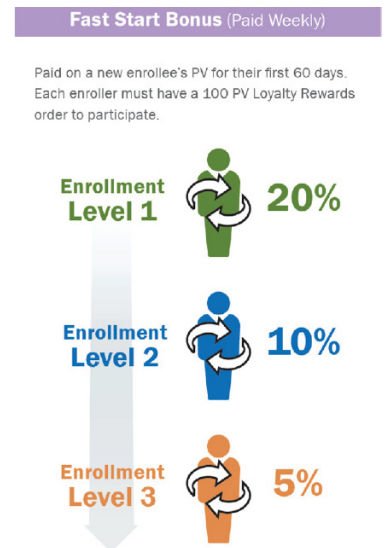 Fast Start Bonus (Paid Weekly)
Paid on a new enrollee's PV for their first 60 days.
Each enroller must have a 100 PV Loyalty Rewards
order to participate.
Enrollment
Level 1
20%
Enrollment
Level 2
10%
Enrollment
Level 3
5%